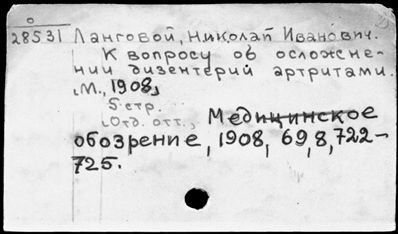 28531 Ланговой, Николай Иванович.
К вопросу об осложне-
нии дизентерий артритами.
М., 1908,
5 стр.
Отд. отт., Медицинское
обозрение, 1908, 69, 8, 722-
725.